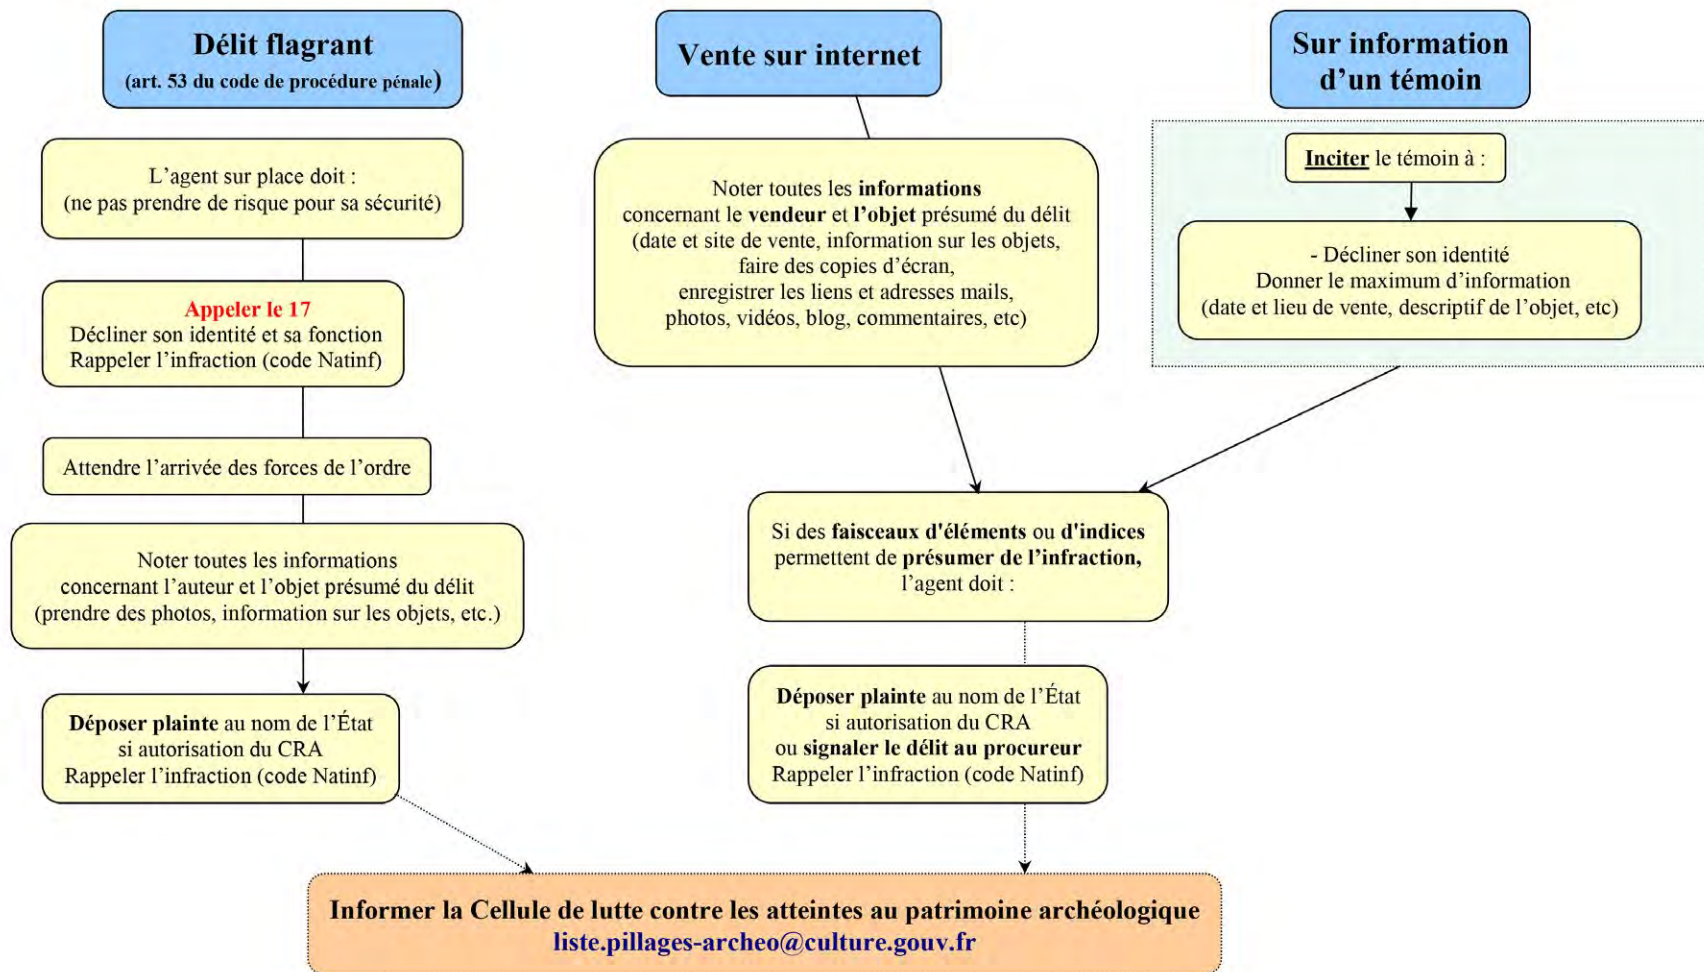 Délit flagrant
(art. 53 du code de procédure pénale)
L'agent sur place doit :
(ne pas prendre de risque pour sa sécurité)
Appeler le 17
Décliner son identité et sa fonction
Rappeler l'infraction (code Natinf)
Attendre l'arrivée des forces de l'ordre
Noter toutes les informations
concernant l'auteur et l'objet présumé du délit
(prendre des photos, information sur les objets, etc.)
Déposer plainte au nom de l'État
si autorisation du CRA
Rappeler l'infraction (code Natinf)
Vente sur internet
Noter toutes les informations
concernant le vendeur et l'objet présumé du délit
(date et site de vente, information sur les objets,
faire des copies d'écran,
enregistrer les liens et adresses mails,
photos, vidéos, blog, commentaires, etc)
Sur information
d'un témoin
Inciter le témoin à :
- Décliner son identité
Donner le maximum d'information
(date et lieu de vente, descriptif de l'objet, etc)
Si des faisceaux d'éléments ou d'indices
permettent de présumer de l'infraction,
l'agent doit :
Déposer plainte au nom de l'État
si autorisation du CRA
ou signaler le délit au procureur
Rappeler l'infraction (code Natinf)
Informer la Cellule de lutte contre les atteintes au patrimoine archéologique
liste.pillages-archeo@culture.gouv.fr